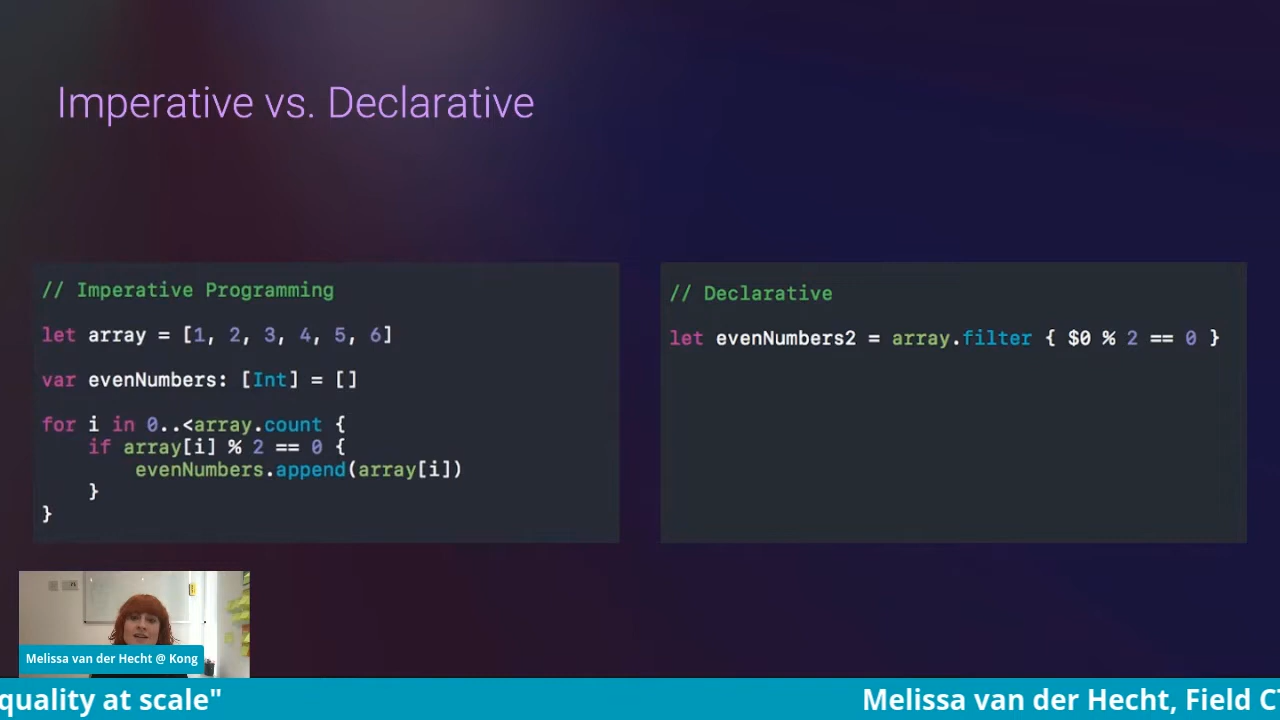 Imperative vs. Declarative
// Imperative Programming
let array = [1, 2, 3, 4, 5, 6]
var evenNumbers: [Int] = []
for i in 0..<array.count {
    if array[i] % 2 == 0 {
        evenNumbers.append(array[i])
    }
}
// Declarative
let evenNumbers2 = array.filter { $0 % 2 == 0 }
Melissa van der Hecht @ Kong
quality at scale" Melissa van der Hecht, Field